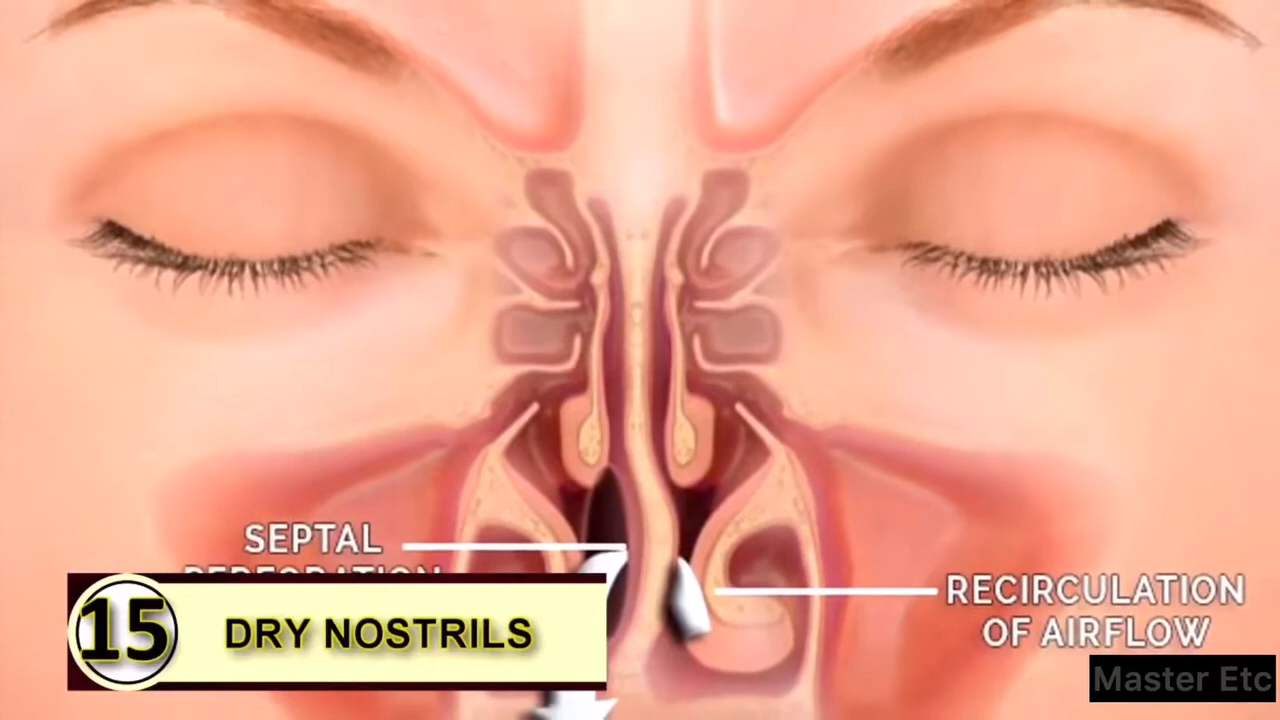 SEPTAL
RECIRCULATION
OF AIRFLOW
15
DRY NOSTRILS
Master Etc